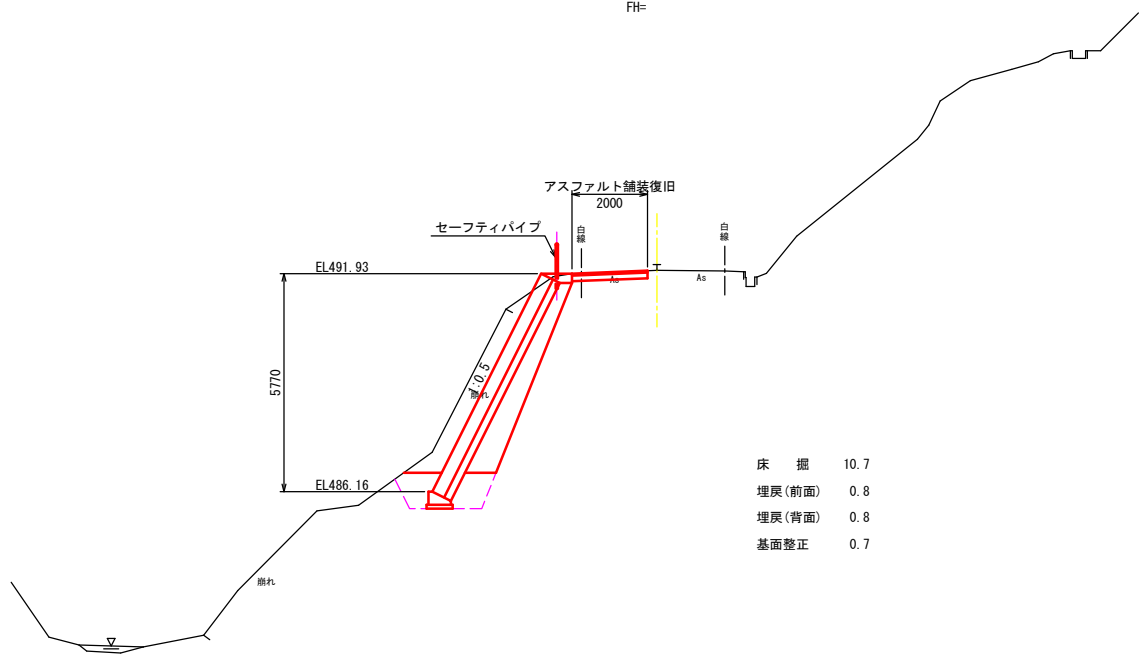 FH=
アスファルト舗装復旧
2000
セーフティパイプ
白線
白線
EL491.93
As
As
5770
1:0.5
崩れ
EL486.16
床 掘 10.7
埋戻(前面) 0.8
埋戻(背面) 0.8
基面整正 0.7
崩れ